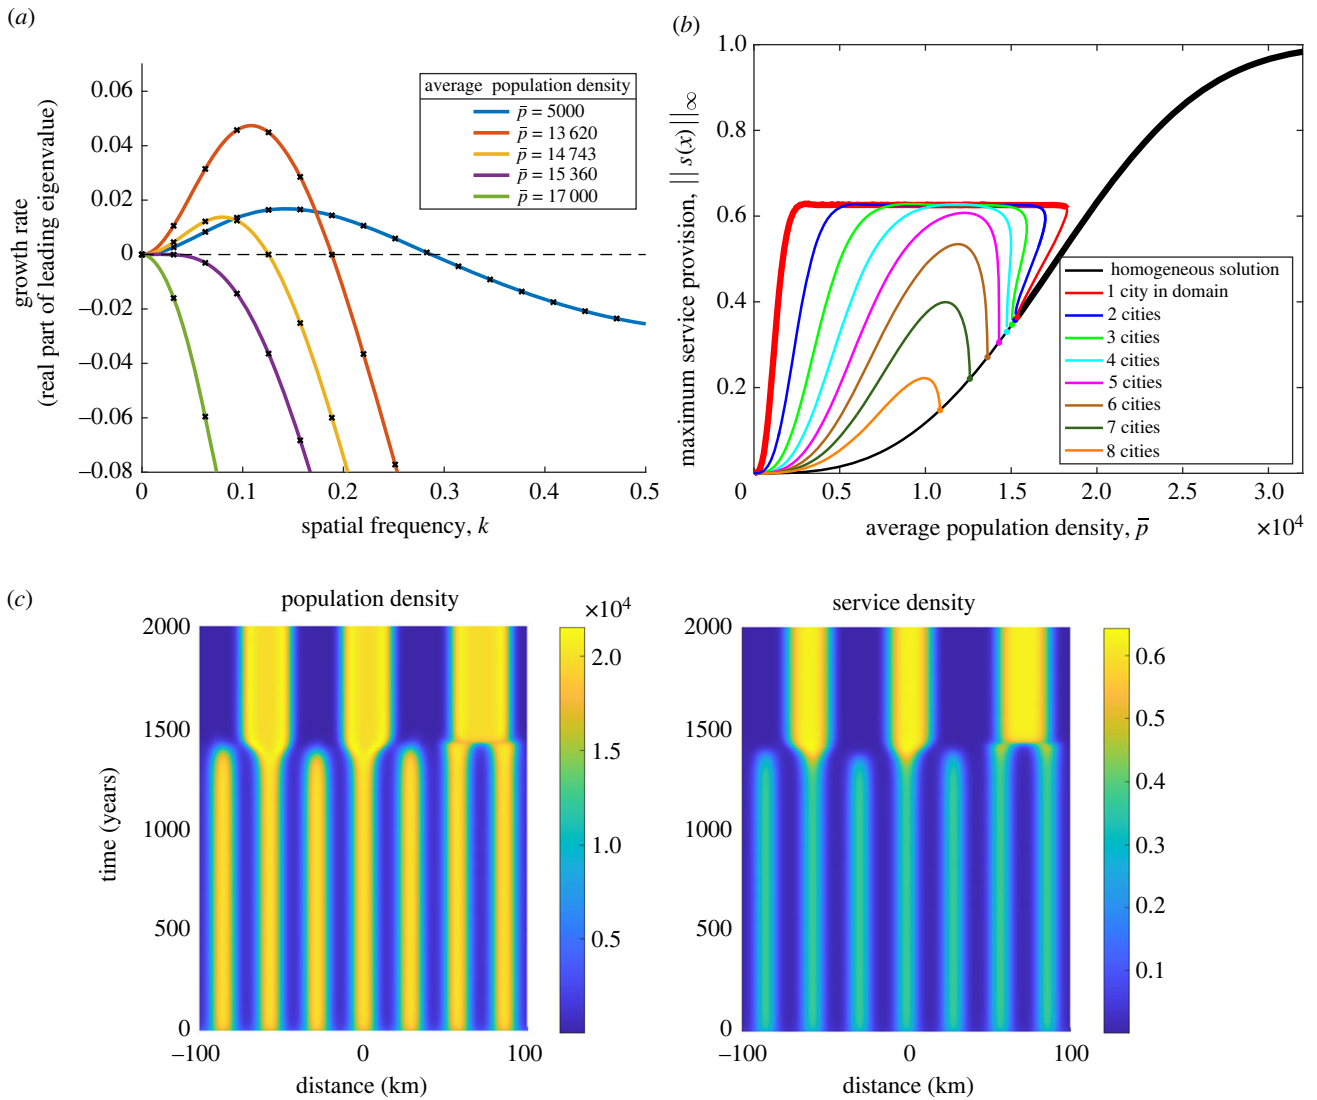 (a)
0.06
0.04
0.02
0
–0.02
–0.04
–0.06
–0.08
growth rate
(real part of leading eigenvalue)
average population density
p̄ = 5000
p̄ = 13 620
p̄ = 14 743
p̄ = 15 360
p̄ = 17 000
0 0.1 0.2 0.3 0.4 0.5
spatial frequency, k
(b)
1.0
0.8
0.6
0.4
0.2
0
maximum service provision, || s(x) ||∞
homogeneous solution
1 city in domain
2 cities
3 cities
4 cities
5 cities
6 cities
7 cities
8 cities
0.5 1.0 1.5 2.0 2.5 3.0
×10⁴
average population density, p̄
(c)
population density
×10⁴
2000
1500
1000
500
0
time (years)
–100 0 100
distance (km)
2.0
1.5
1.0
0.5
service density
2000
1500
1000
500
0
–100 0 100
distance (km)
0.6
0.5
0.4
0.3
0.2
0.1